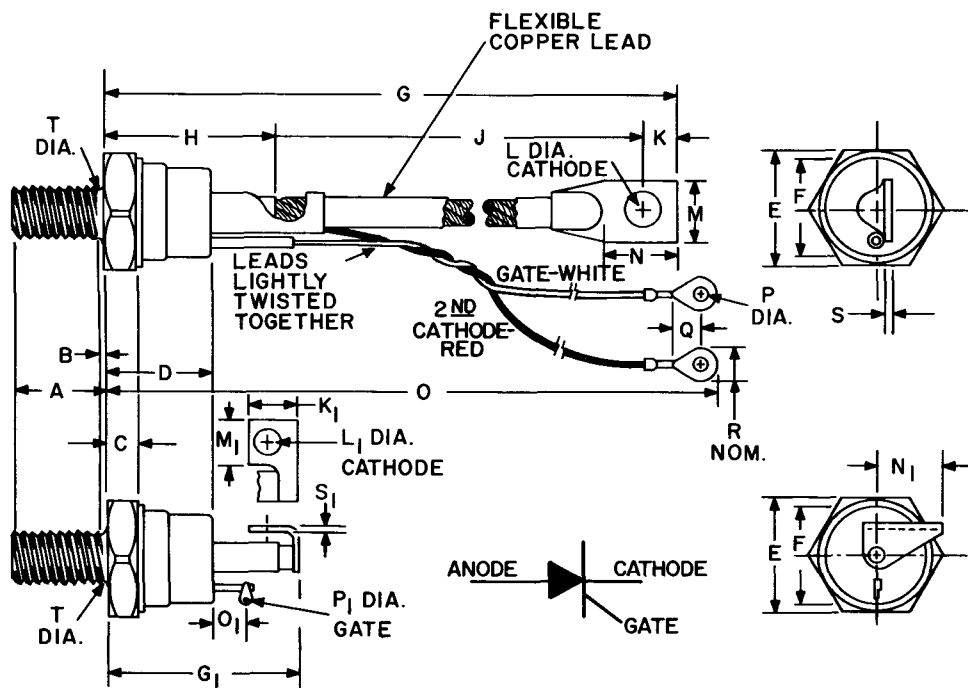 FLEXIBLE
COPPER LEAD
G
T
DIA.
H
J
K
L DIA.
CATHODE
M
N
E
F
S
LEADS
LIGHTLY
TWISTED
TOGETHER
GATE-WHITE
2ND
CATHODE-
RED
P
DIA.
Q
B
D
A
O
R
NOM.
C
K1
M1
L1 DIA.
CATHODE
S1
N1
E
F
ANODE
CATHODE
GATE
T
DIA.
O1
P1 DIA.
GATE
G1